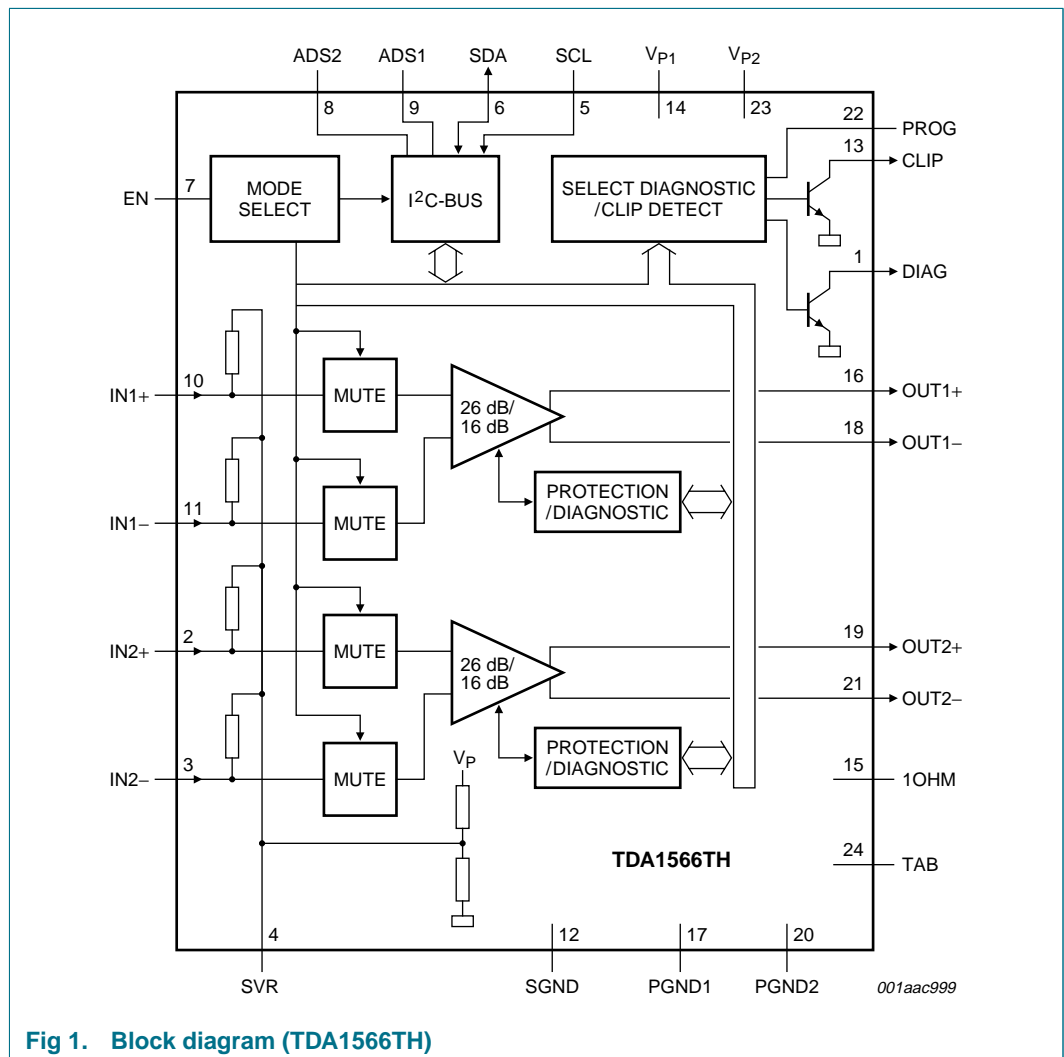 ADS2 ADS1 SDA SCL VP1 VP2
8 9 6 5 14 23
22 PROG
13 CLIP
EN 7
MODE
SELECT
I2C-BUS
SELECT DIAGNOSTIC
/CLIP DETECT
1 DIAG
IN1+ 10
MUTE
26 dB/
16 dB
16 OUT1+
18 OUT1−
IN1− 11
MUTE
PROTECTION
/DIAGNOSTIC
IN2+ 2
MUTE
26 dB/
16 dB
19 OUT2+
21 OUT2−
IN2− 3
MUTE
VP
PROTECTION
/DIAGNOSTIC
15 1OHM
TDA1566TH
24 TAB
4 12 17 20
SVR SGND PGND1 PGND2 001aac999
Fig 1. Block diagram (TDA1566TH)